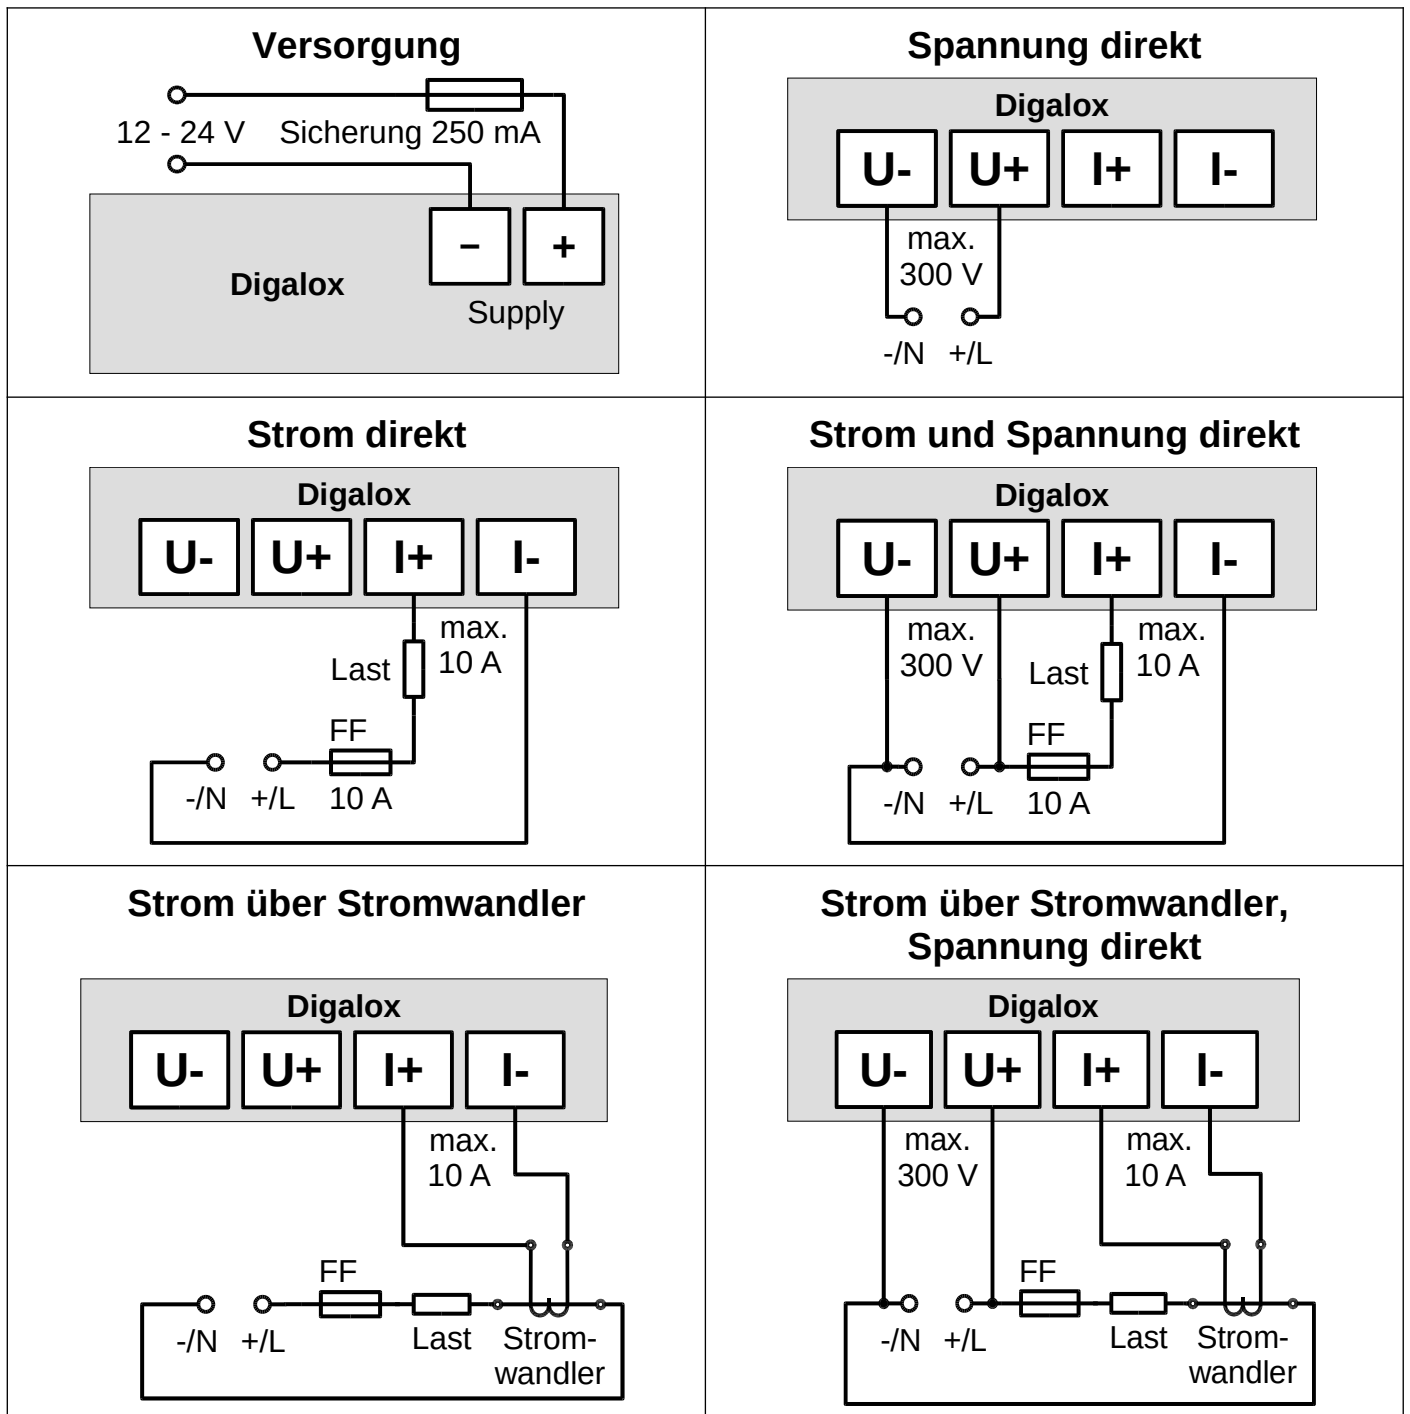 Versorgung
12 - 24 V Sicherung 250 mA
Digalox
− +
Supply
Spannung direkt
Digalox
U- U+ I+ I-
max.
300 V
-/N +/L
Strom direkt
Digalox
U- U+ I+ I-
max.
10 A
Last
FF
-/N +/L 10 A
Strom und Spannung direkt
Digalox
U- U+ I+ I-
max.
300 V
max.
10 A
Last
FF
-/N +/L 10 A
Strom über Stromwandler
Digalox
U- U+ I+ I-
max.
10 A
FF
-/N +/L Last Strom-
wandler
Strom über Stromwandler,
Spannung direkt
Digalox
U- U+ I+ I-
max.
300 V
max.
10 A
FF
-/N +/L Last Strom-
wandler